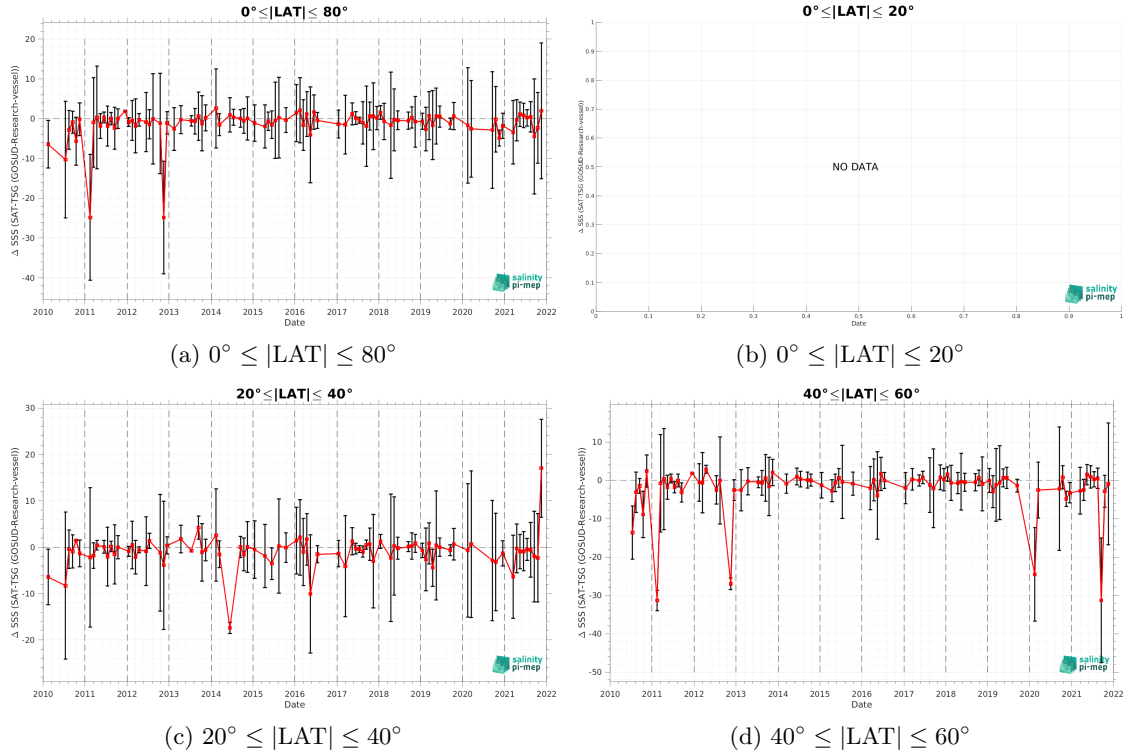 0°≤|LAT|≤ 80°
Δ SSS (SAT-TSG (GOSUD-Research-vessel))
20
10
0
-10
-20
-30
-40
2010 2011 2012 2013 2014 2015 2016 2017 2018 2019 2020 2021 2022
Date
salinity
pi-mep
(a) 0° ≤ |LAT| ≤ 80°
0°≤|LAT|≤ 20°
Δ SSS (SAT-TSG (GOSUD-Research-vessel))
1
0.9
0.8
0.7
0.6
0.5
0.4
0.3
0.2
0.1
0
NO DATA
0 0.1 0.2 0.3 0.4 0.5 0.6 0.7 0.8 0.9 1
Date
salinity
pi-mep
(b) 0° ≤ |LAT| ≤ 20°
20°≤|LAT|≤ 40°
Δ SSS (SAT-TSG (GOSUD-Research-vessel))
30
20
10
0
-10
-20
2010 2011 2012 2013 2014 2015 2016 2017 2018 2019 2020 2021 2022
Date
salinity
pi-mep
(c) 20° ≤ |LAT| ≤ 40°
40°≤|LAT|≤ 60°
Δ SSS (SAT-TSG (GOSUD-Research-vessel))
10
0
-10
-20
-30
-40
-50
2010 2011 2012 2013 2014 2015 2016 2017 2018 2019 2020 2021 2022
Date
salinity
pi-mep
(d) 40° ≤ |LAT| ≤ 60°